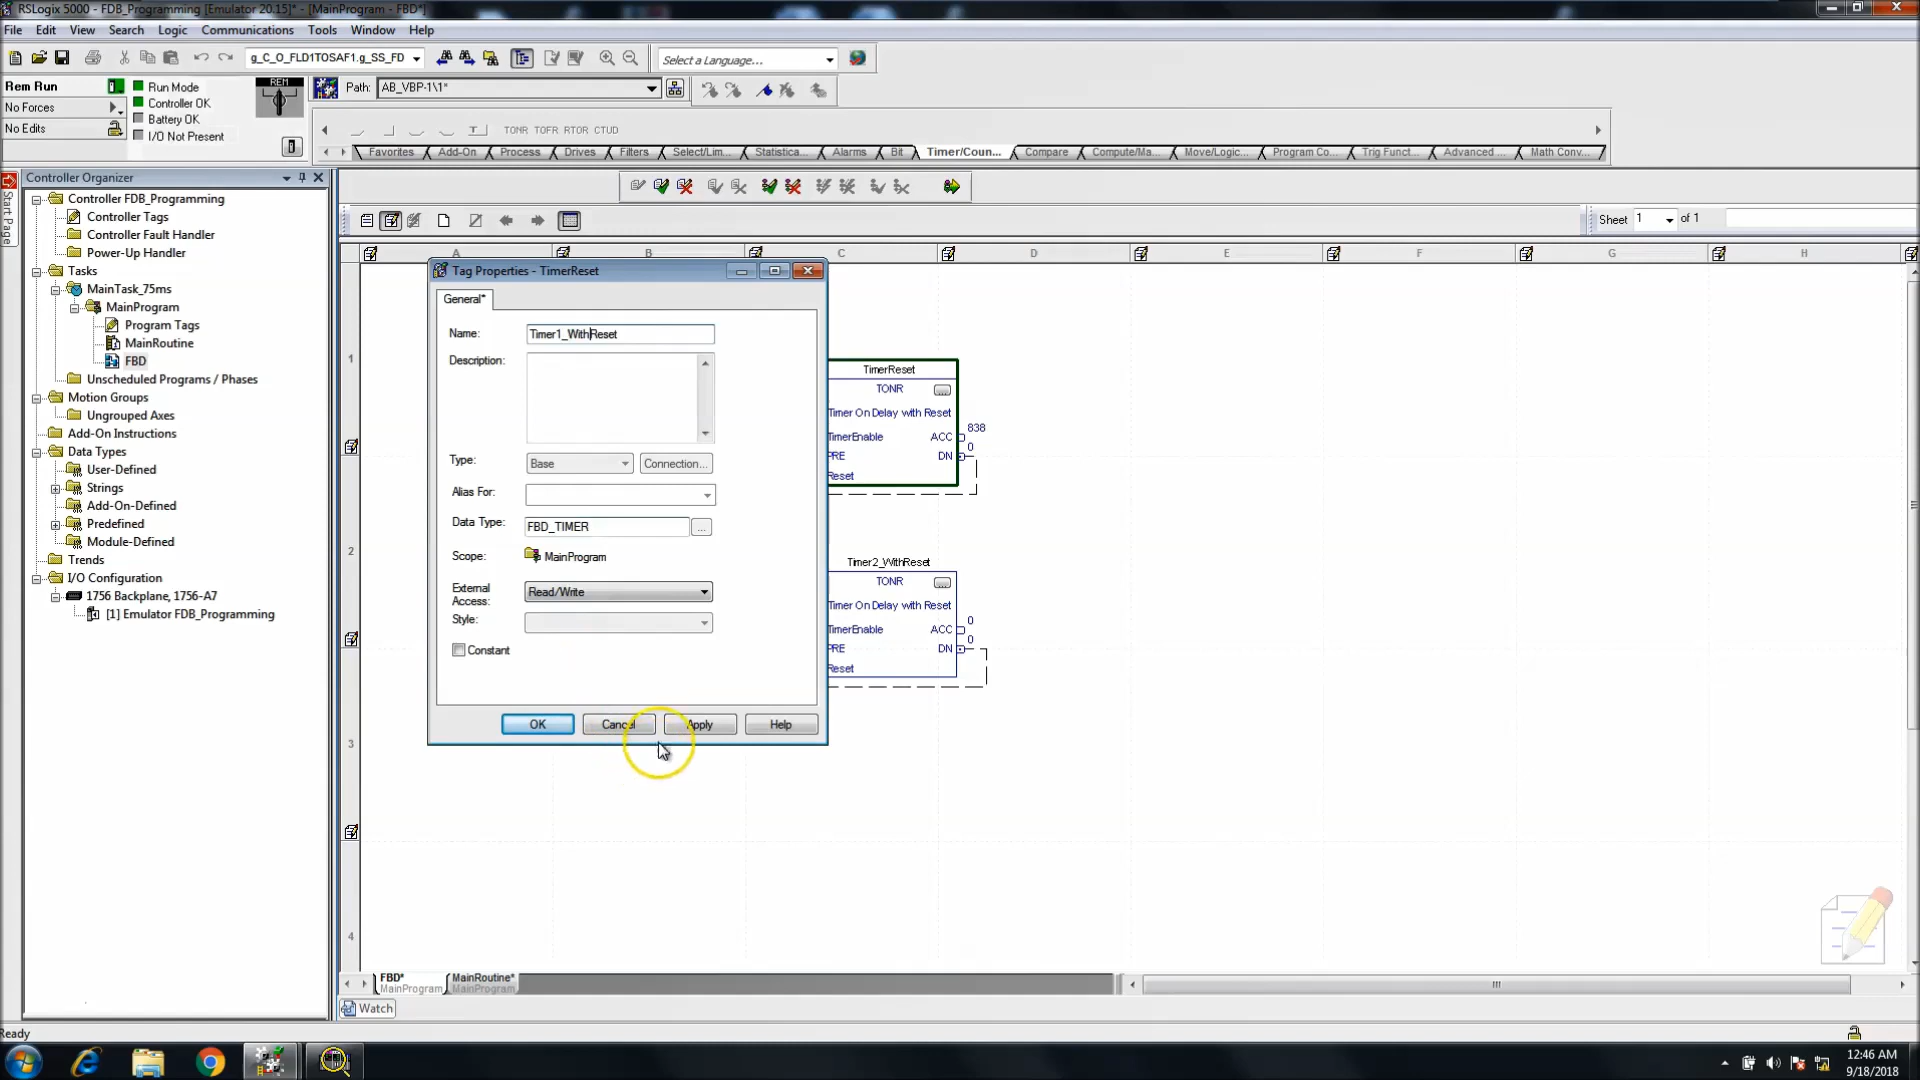 RSLogix 5000 - FDB_Programming [Emulator 20.15]* - [MainProgram - FBD*]
File Edit View Search Logic Communications Tools Window Help
g_C_O_FLD1TOSAF1.g_SS_FD
Select a Language...
Rem Run
No Forces
No Edits
Run Mode
Controller OK
Battery OK
I/O Not Present
REM
Path: AB_VBP-1\1*
TONR TOFR RTOR CTUD
Favorites Add-On Process Drives Filters Select/Lim... Statistica... Alarms Bit Timer/Coun... Compare Compute/Ma... Move/Logic... Program Co... Trig Funct... Advanced ... Math Conv...
Start Page
Controller Organizer
Controller FDB_Programming
Controller Tags
Controller Fault Handler
Power-Up Handler
Tasks
MainTask_75ms
MainProgram
Program Tags
MainRoutine
FBD
Unscheduled Programs / Phases
Motion Groups
Ungrouped Axes
Add-On Instructions
Data Types
User-Defined
Strings
Add-On-Defined
Predefined
Module-Defined
Trends
I/O Configuration
1756 Backplane, 1756-A7
[1] Emulator FDB_Programming
Sheet 1 of 1
A B C D E F G H
1
2
3
4
Tag Properties - TimerReset
General*
Name: Timer1_WithReset
Description:
Type: Base Connection...
Alias For:
Data Type: FBD_TIMER ...
Scope: MainProgram
External Access: Read/Write
Style:
Constant
OK Cancel Apply Help
TimerReset
TONR
Timer On Delay with Reset
TimerEnable ACC 838
PRE DN 0
Reset
Timer2_WithReset
TONR
Timer On Delay with Reset
TimerEnable ACC 0
PRE DN 0
Reset
FBD* MainRoutine*
MainProgram MainProgram
Watch
Ready
12:46 AM
9/18/2018